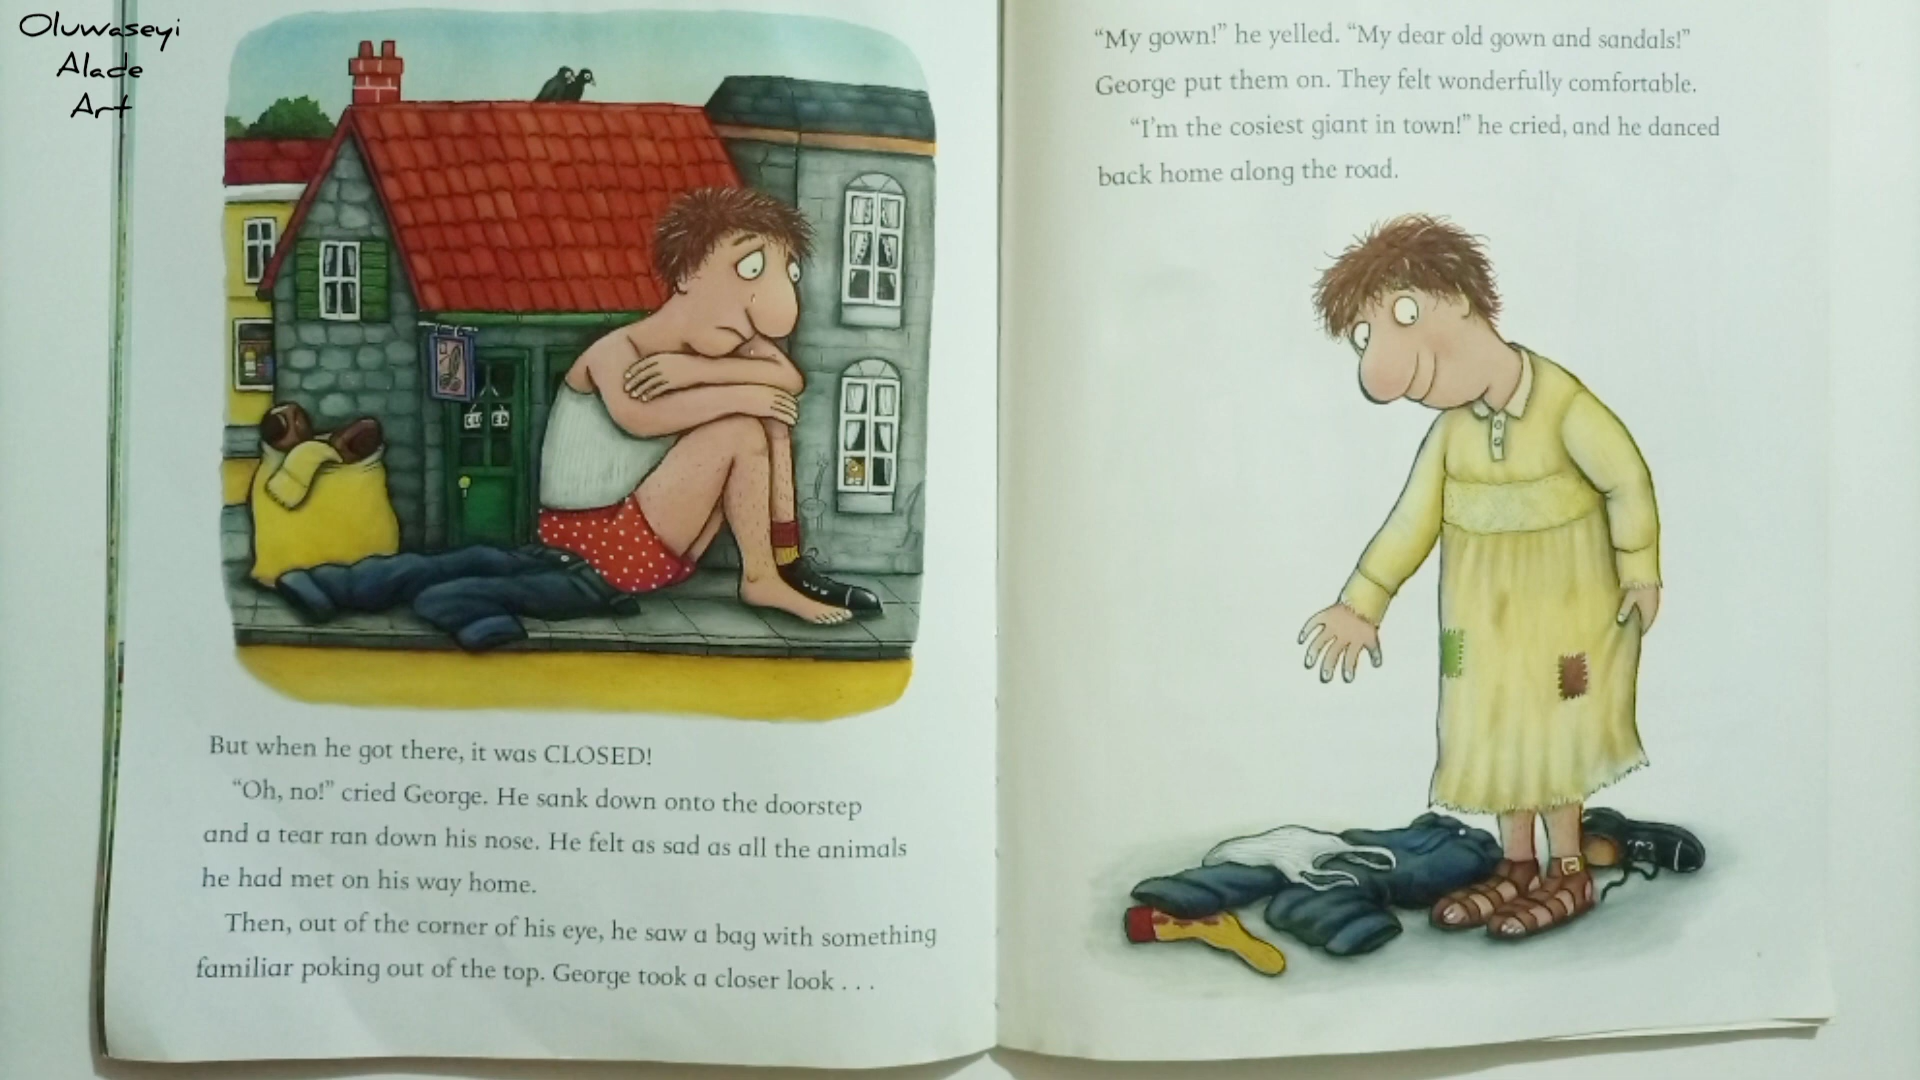 Oluwaseyi
Alade
Art
CLOSED
But when he got there, it was CLOSED!
“Oh, no!” cried George. He sank down onto the doorstep
and a tear ran down his nose. He felt as sad as all the animals
he had met on his way home.
Then, out of the corner of his eye, he saw a bag with something
familiar poking out of the top. George took a closer look . . .
“My gown!” he yelled. “My dear old gown and sandals!”
George put them on. They felt wonderfully comfortable.
“I’m the cosiest giant in town!” he cried, and he danced
back home along the road.